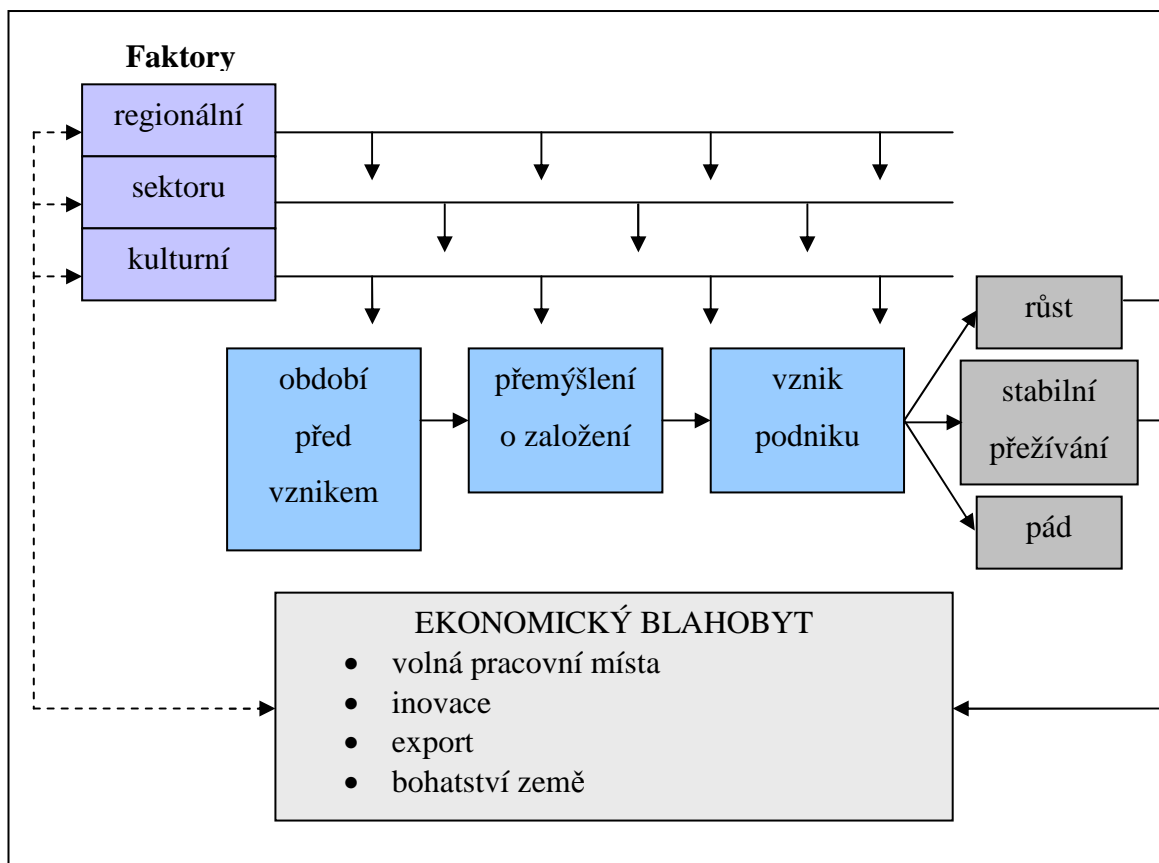 Faktory
regionální
sektoru
kulturní
období
před
vznikem
přemýšlení
o založení
vznik
podniku
růst
stabilní
přežívání
pád
EKONOMICKÝ BLAHOBYT
• volná pracovní místa
• inovace
• export
• bohatství země